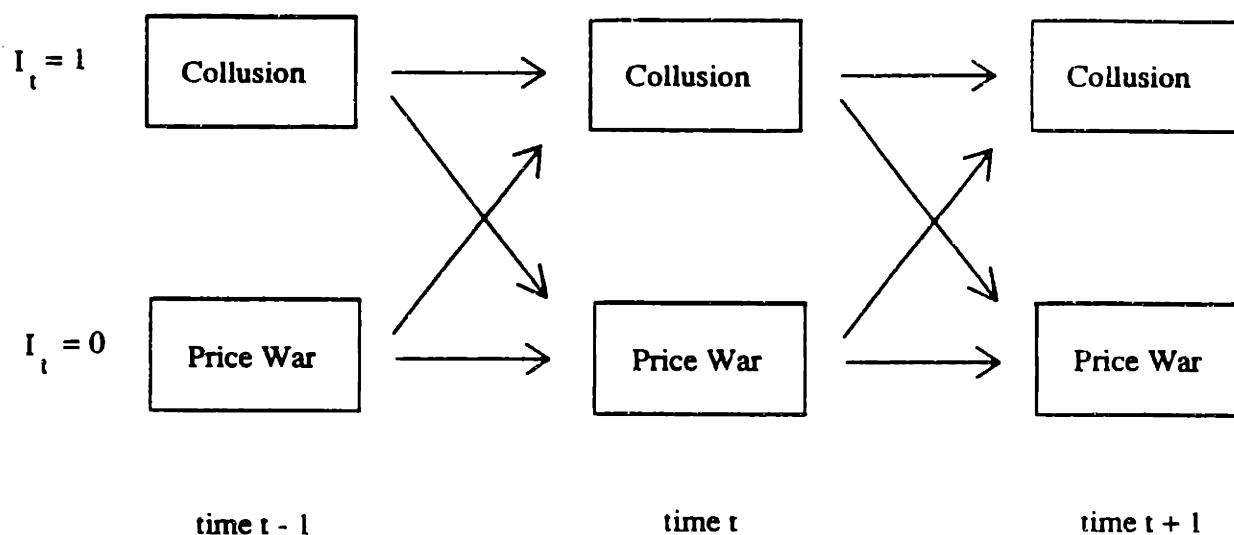 I_t = 1
Collusion
Collusion
Collusion
I_t = 0
Price War
Price War
Price War
time t - 1
time t
time t + 1